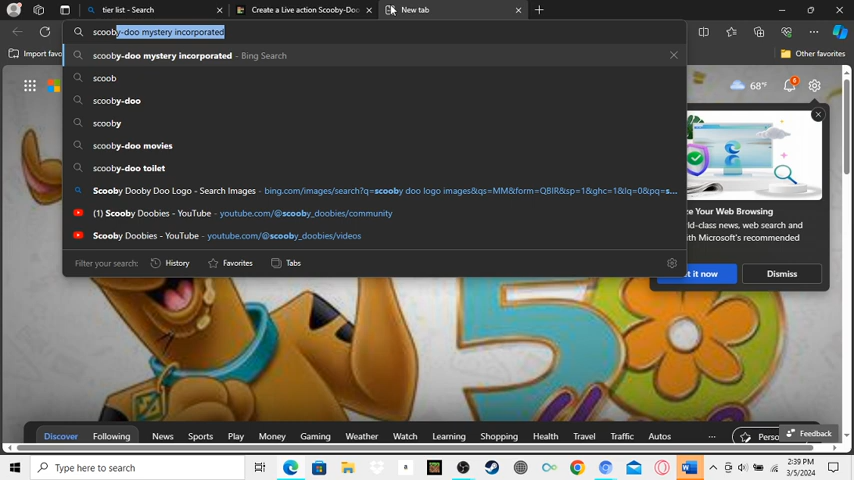 tier list - Search
Create a Live action Scooby-Doo
New tab
scooby-doo mystery incorporated
Import favo
Other favorites
scooby-doo mystery incorporated - Bing Search
scoob
scooby-doo
scooby
scooby-doo movies
scooby-doo toilet
Scooby Dooby Doo Logo - Search Images - bing.com/images/search?q=scooby doo logo images&qs=MM&form=QBIR&sp=1&ghc=1&lq=0&pq=s...
(1) Scooby Doobies - YouTube - youtube.com/@scooby_doobies/community
Scooby Doobies - YouTube - youtube.com/@scooby_doobies/videos
Filter your search: History Favorites Tabs
68°F
6
ze Your Web Browsing
ld-class news, web search and
ith Microsoft's recommended
t it now
Dismiss
50
Discover Following News Sports Play Money Gaming Weather Watch Learning Shopping Health Travel Traffic Autos ... Perso
Feedback
Type here to search
2:39 PM
3/5/2024